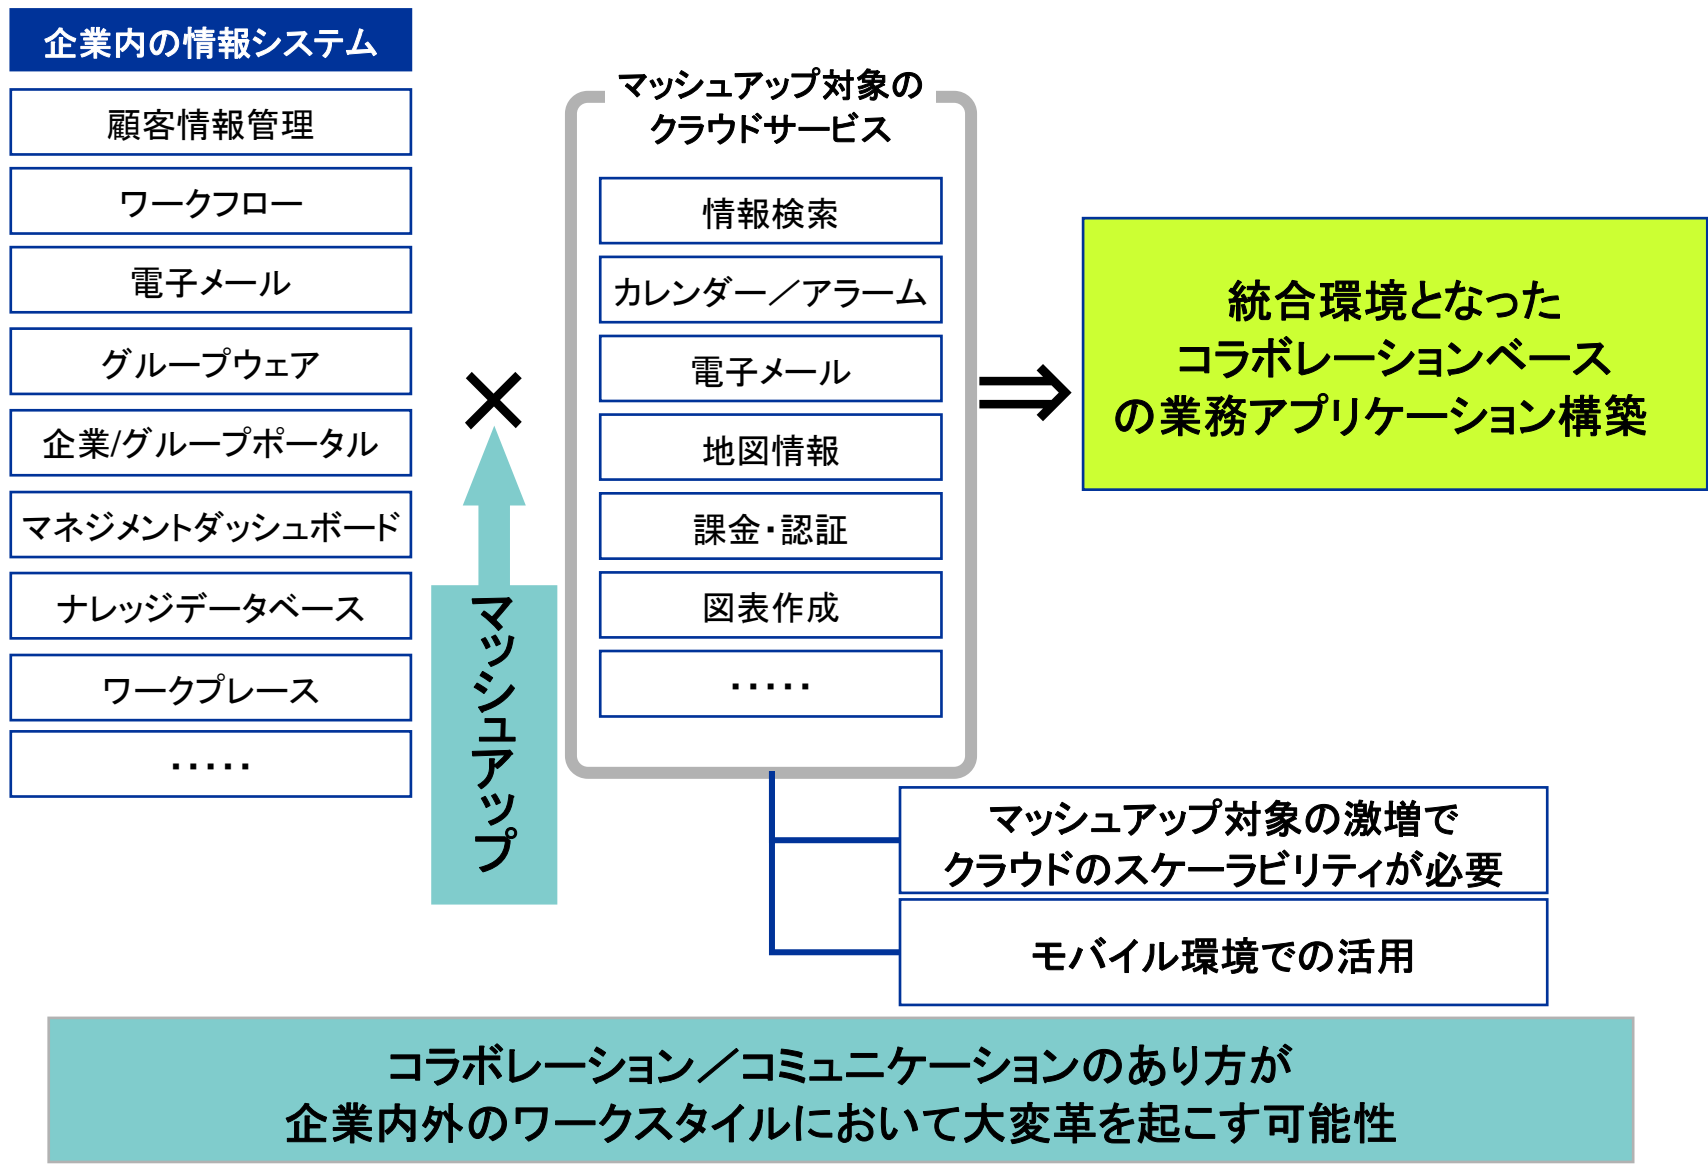 企業内の情報システム
顧客情報管理
ワークフロー
電子メール
グループウェア
企業/グループポータル
マネジメントダッシュボード
ナレッジデータベース
ワークプレース
・・・・・
×
マッシュアップ
マッシュアップ対象の
クラウドサービス
情報検索
カレンダー／アラーム
電子メール
地図情報
課金・認証
図表作成
・・・・・
⇒
統合環境となった
コラボレーションベース
の業務アプリケーション構築
マッシュアップ対象の激増で
クラウドのスケーラビリティが必要
モバイル環境での活用
コラボレーション／コミュニケーションのあり方が
企業内外のワークスタイルにおいて大変革を起こす可能性